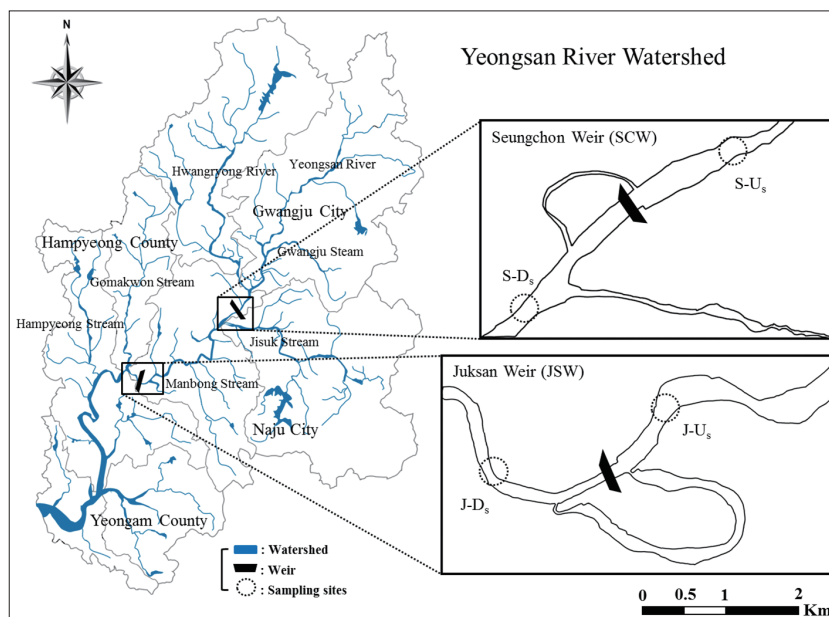 N
Yeongsan River Watershed
Seungchon Weir (SCW)
S-Us
S-Ds
Juksan Weir (JSW)
J-Us
J-Ds
Yeongsan River
Hwangryong River
Gwangju City
Hampyeong County
Gwangju Steam
Gomakwon Stream
Hampyeong Stream
Jisuk Stream
Manbong Stream
Naju City
Yeongam County
: Watershed
: Weir
: Sampling sites
0 0.5 1 2
Km